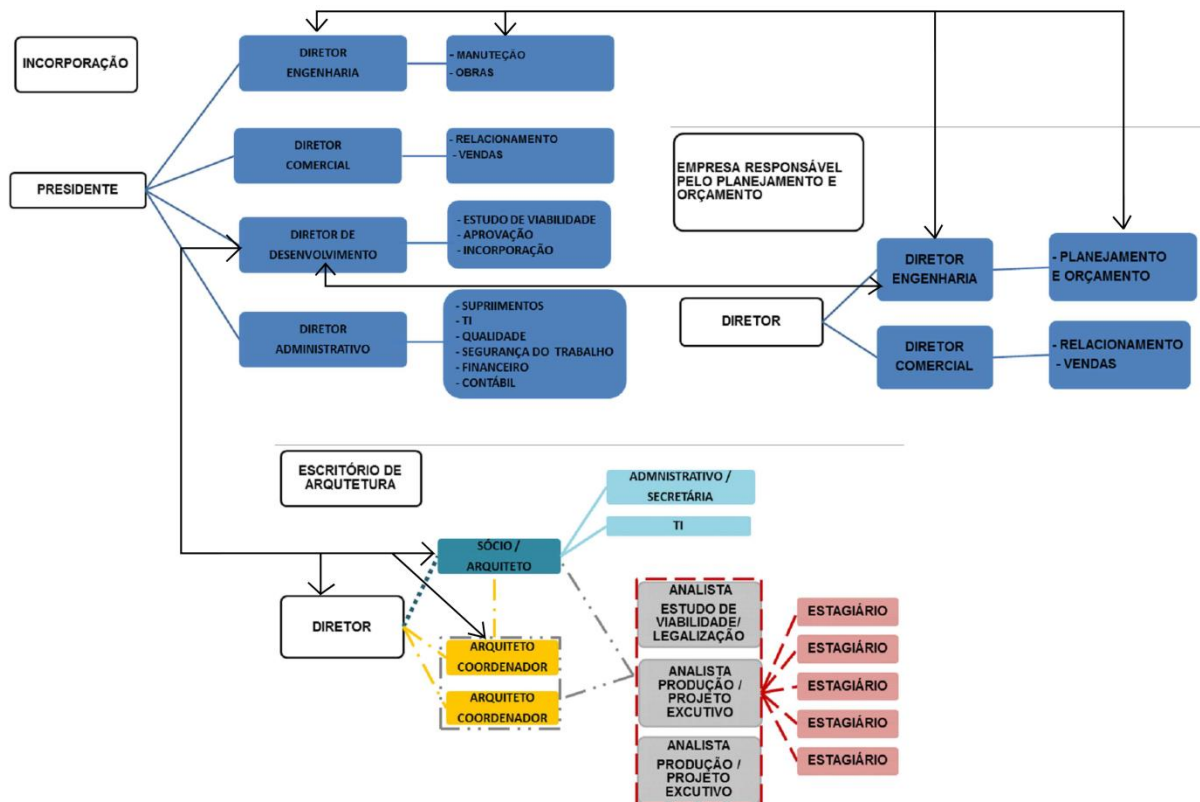 INCORPORAÇÃO
DIRETOR
ENGENHARIA
- MANUTEÇÃO
- OBRAS
PRESIDENTE
DIRETOR
COMERCIAL
- RELACIONAMENTO
- VENDAS
DIRETOR DE
DESENVOLVIMENTO
- ESTUDO DE VIABILIDADE
- APROVAÇÃO
- INCORPORAÇÃO
DIRETOR
ADMINISTRATIVO
- SUPRIIMENTOS
- TI
- QUALIDADE
- SEGURANÇA DO TRABALHO
- FINANCEIRO
- CONTÁBIL
EMPRESA RESPONSÁVEL
PELO PLANEJAMENTO E
ORÇAMENTO
DIRETOR
DIRETOR
ENGENHARIA
- PLANEJAMENTO
E ORÇAMENTO
DIRETOR
COMERCIAL
- RELACIONAMENTO
- VENDAS
ESCRITÓRIO DE
ARQUTETURA
ADMNISTRATIVO /
SECRETÁRIA
TI
SÓCIO /
ARQUITETO
DIRETOR
ARQUITETO
COORDENADOR
ARQUITETO
COORDENADOR
ANALISTA
ESTUDO DE
VIABILIDADE/
LEGALIZAÇÃO
ANALISTA
PRODUÇÃO /
PROJETO
EXCUTIVO
ANALISTA
PRODUÇÃO /
PROJETO
EXCUTIVO
ESTAGIÁRIO
ESTAGIÁRIO
ESTAGIÁRIO
ESTAGIÁRIO
ESTAGIÁRIO